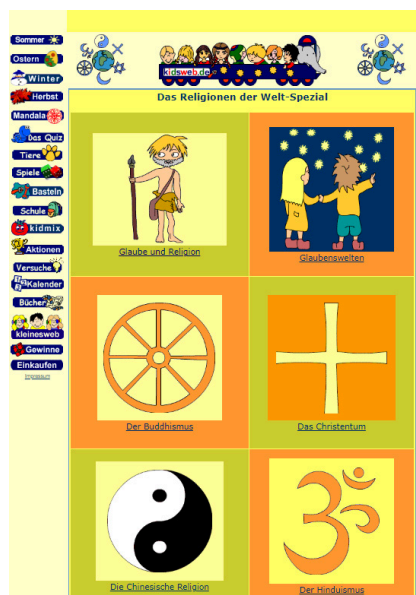 Sommer
Ostern
Winter
Herbst
Mandala
Das Quiz
Tiere
Spiele
Basteln
Schule
kidmix
Aktionen
Versuche
Kalender
Bücher
kleinesweb
Gewinne
Einkaufen
Impressum
kidsweb.de
Das Religionen der Welt-Spezial
Glaube und Religion
Glaubenswelten
Der Buddhismus
Das Christentum
Die Chinesische Religion
Der Hinduismus